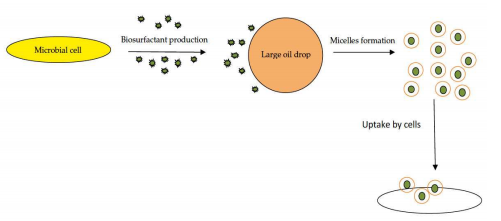 Microbial cell
Biosurfactant production
Large oil drop
Micelles formation
Uptake by cells